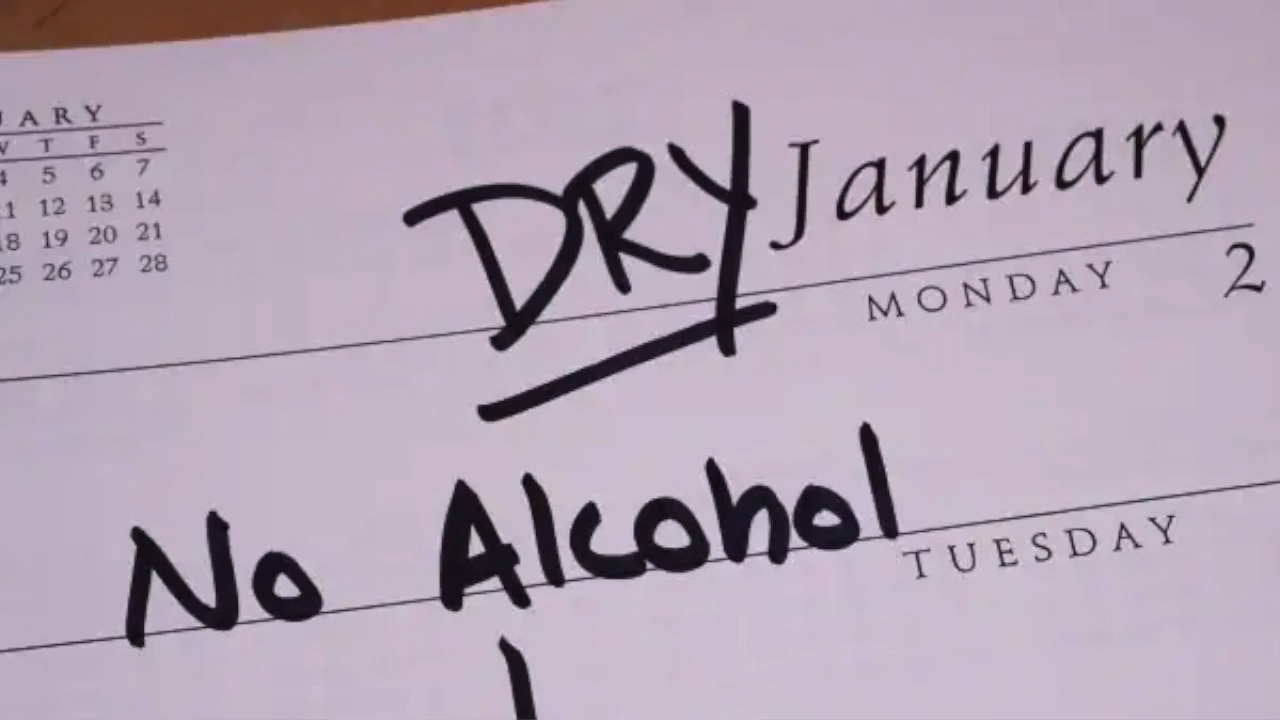 UARY
T F S
4 5 6 7
11 12 13 14
18 19 20 21
25 26 27 28
DRY January
MONDAY 2
No Alcohol
TUESDAY